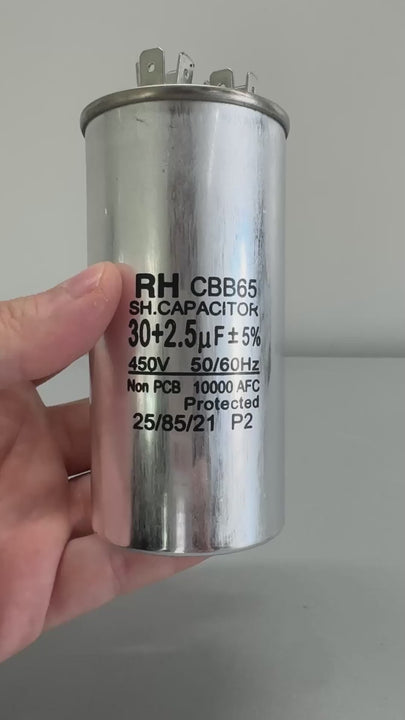 RH CBB65
SH.CAPACITOR
30+2.5µF±5%
450V 50/60Hz
Non PCB 10000 AFC
Protected
25/85/21 P2